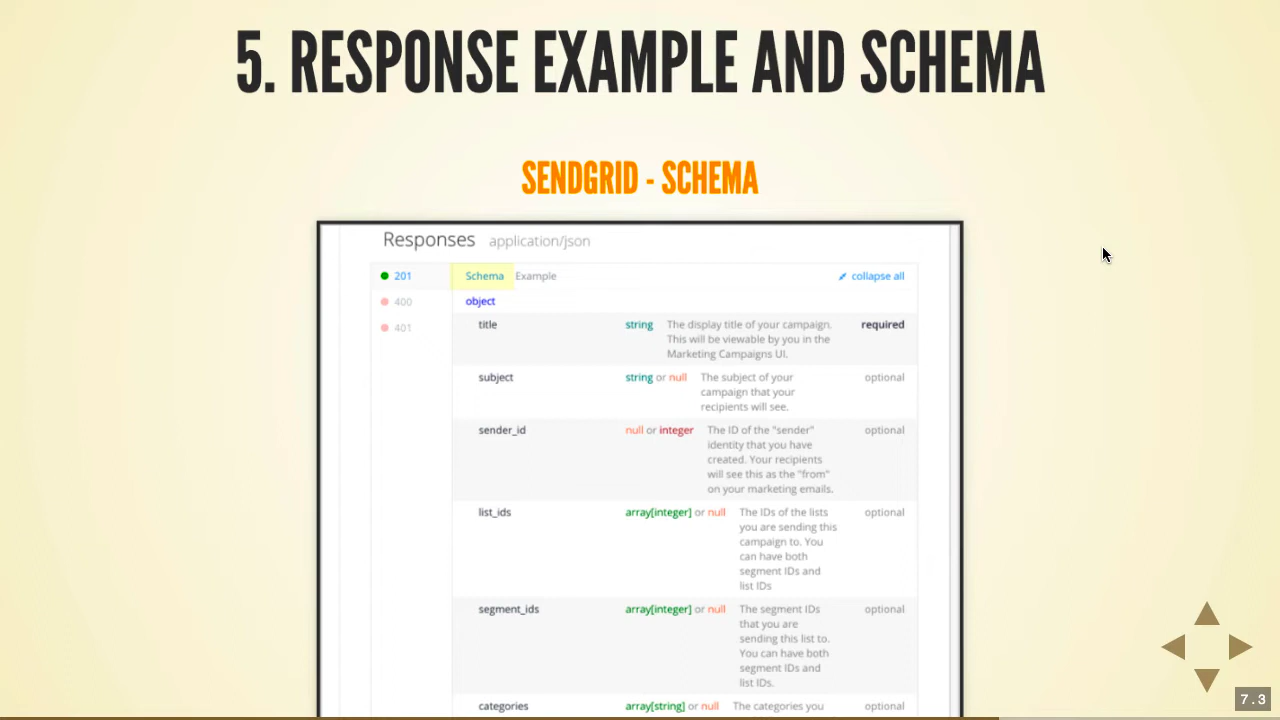 5. RESPONSE EXAMPLE AND SCHEMA
SENDGRID - SCHEMA
Responses application/json
201 Schema Example collapse all
400 object
401
title string The display title of your campaign. required
This will be viewable by you in the
Marketing Campaigns UI.
subject string or null The subject of your optional
campaign that your
recipients will see.
sender_id null or integer The ID of the "sender" optional
identity that you have
created. Your recipients
will see this as the "from"
on your marketing emails.
list_ids array[integer] or null The IDs of the lists optional
you are sending this
campaign to. You
can have both
segment IDs and
list IDs
segment_ids array[integer] or null The segment IDs optional
that you are
sending this list to.
You can have both
segment IDs and
list IDs.
categories array[string] or null The categories you optional
7.3